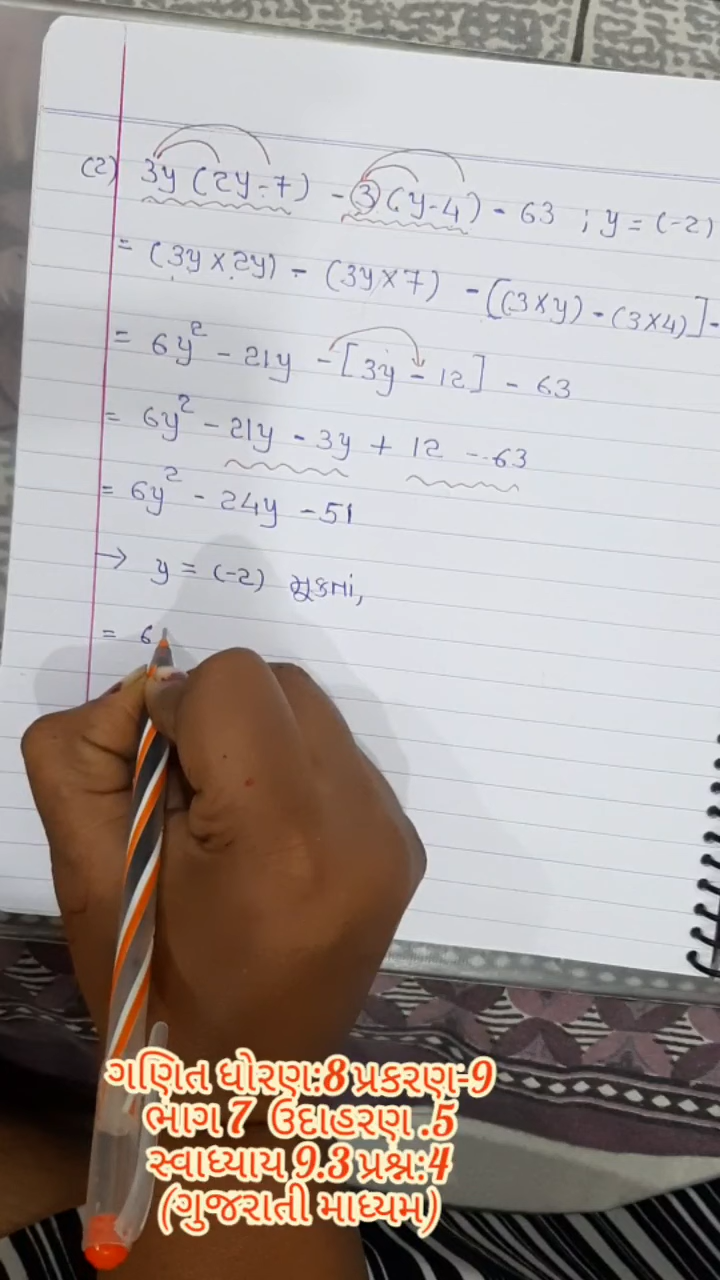 (2) 3y (2y-7) - 3(y-4) - 63 ; y = (-2)
= (3y × 2y) - (3y × 7) - [(3×y) - (3×4)] -
= 6y² - 21y - [3y - 12] - 63
= 6y² - 21y - 3y + 12 - 63
= 6y² - 24y - 51
→ y = (-2) મૂકતાં,
= 6
ગણિત ધોરણ:8 પ્રકરણ-9
ભાગ 7 ઉદાહરણ .5
સ્વાધ્યાય 9.3 પ્રશ્ન:4
(ગુજરાતી માધ્યમ)